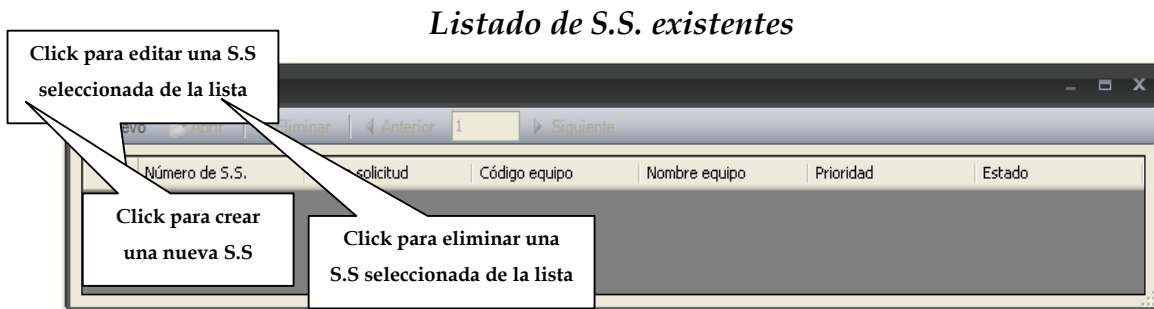 Listado de S.S. existentes
Click para editar una S.S
seleccionada de la lista
Abrir Eliminar Anterior 1 Siguiente
Número de S.S. solicitud Código equipo Nombre equipo Prioridad Estado
Click para crear
una nueva S.S
Click para eliminar una
S.S seleccionada de la lista